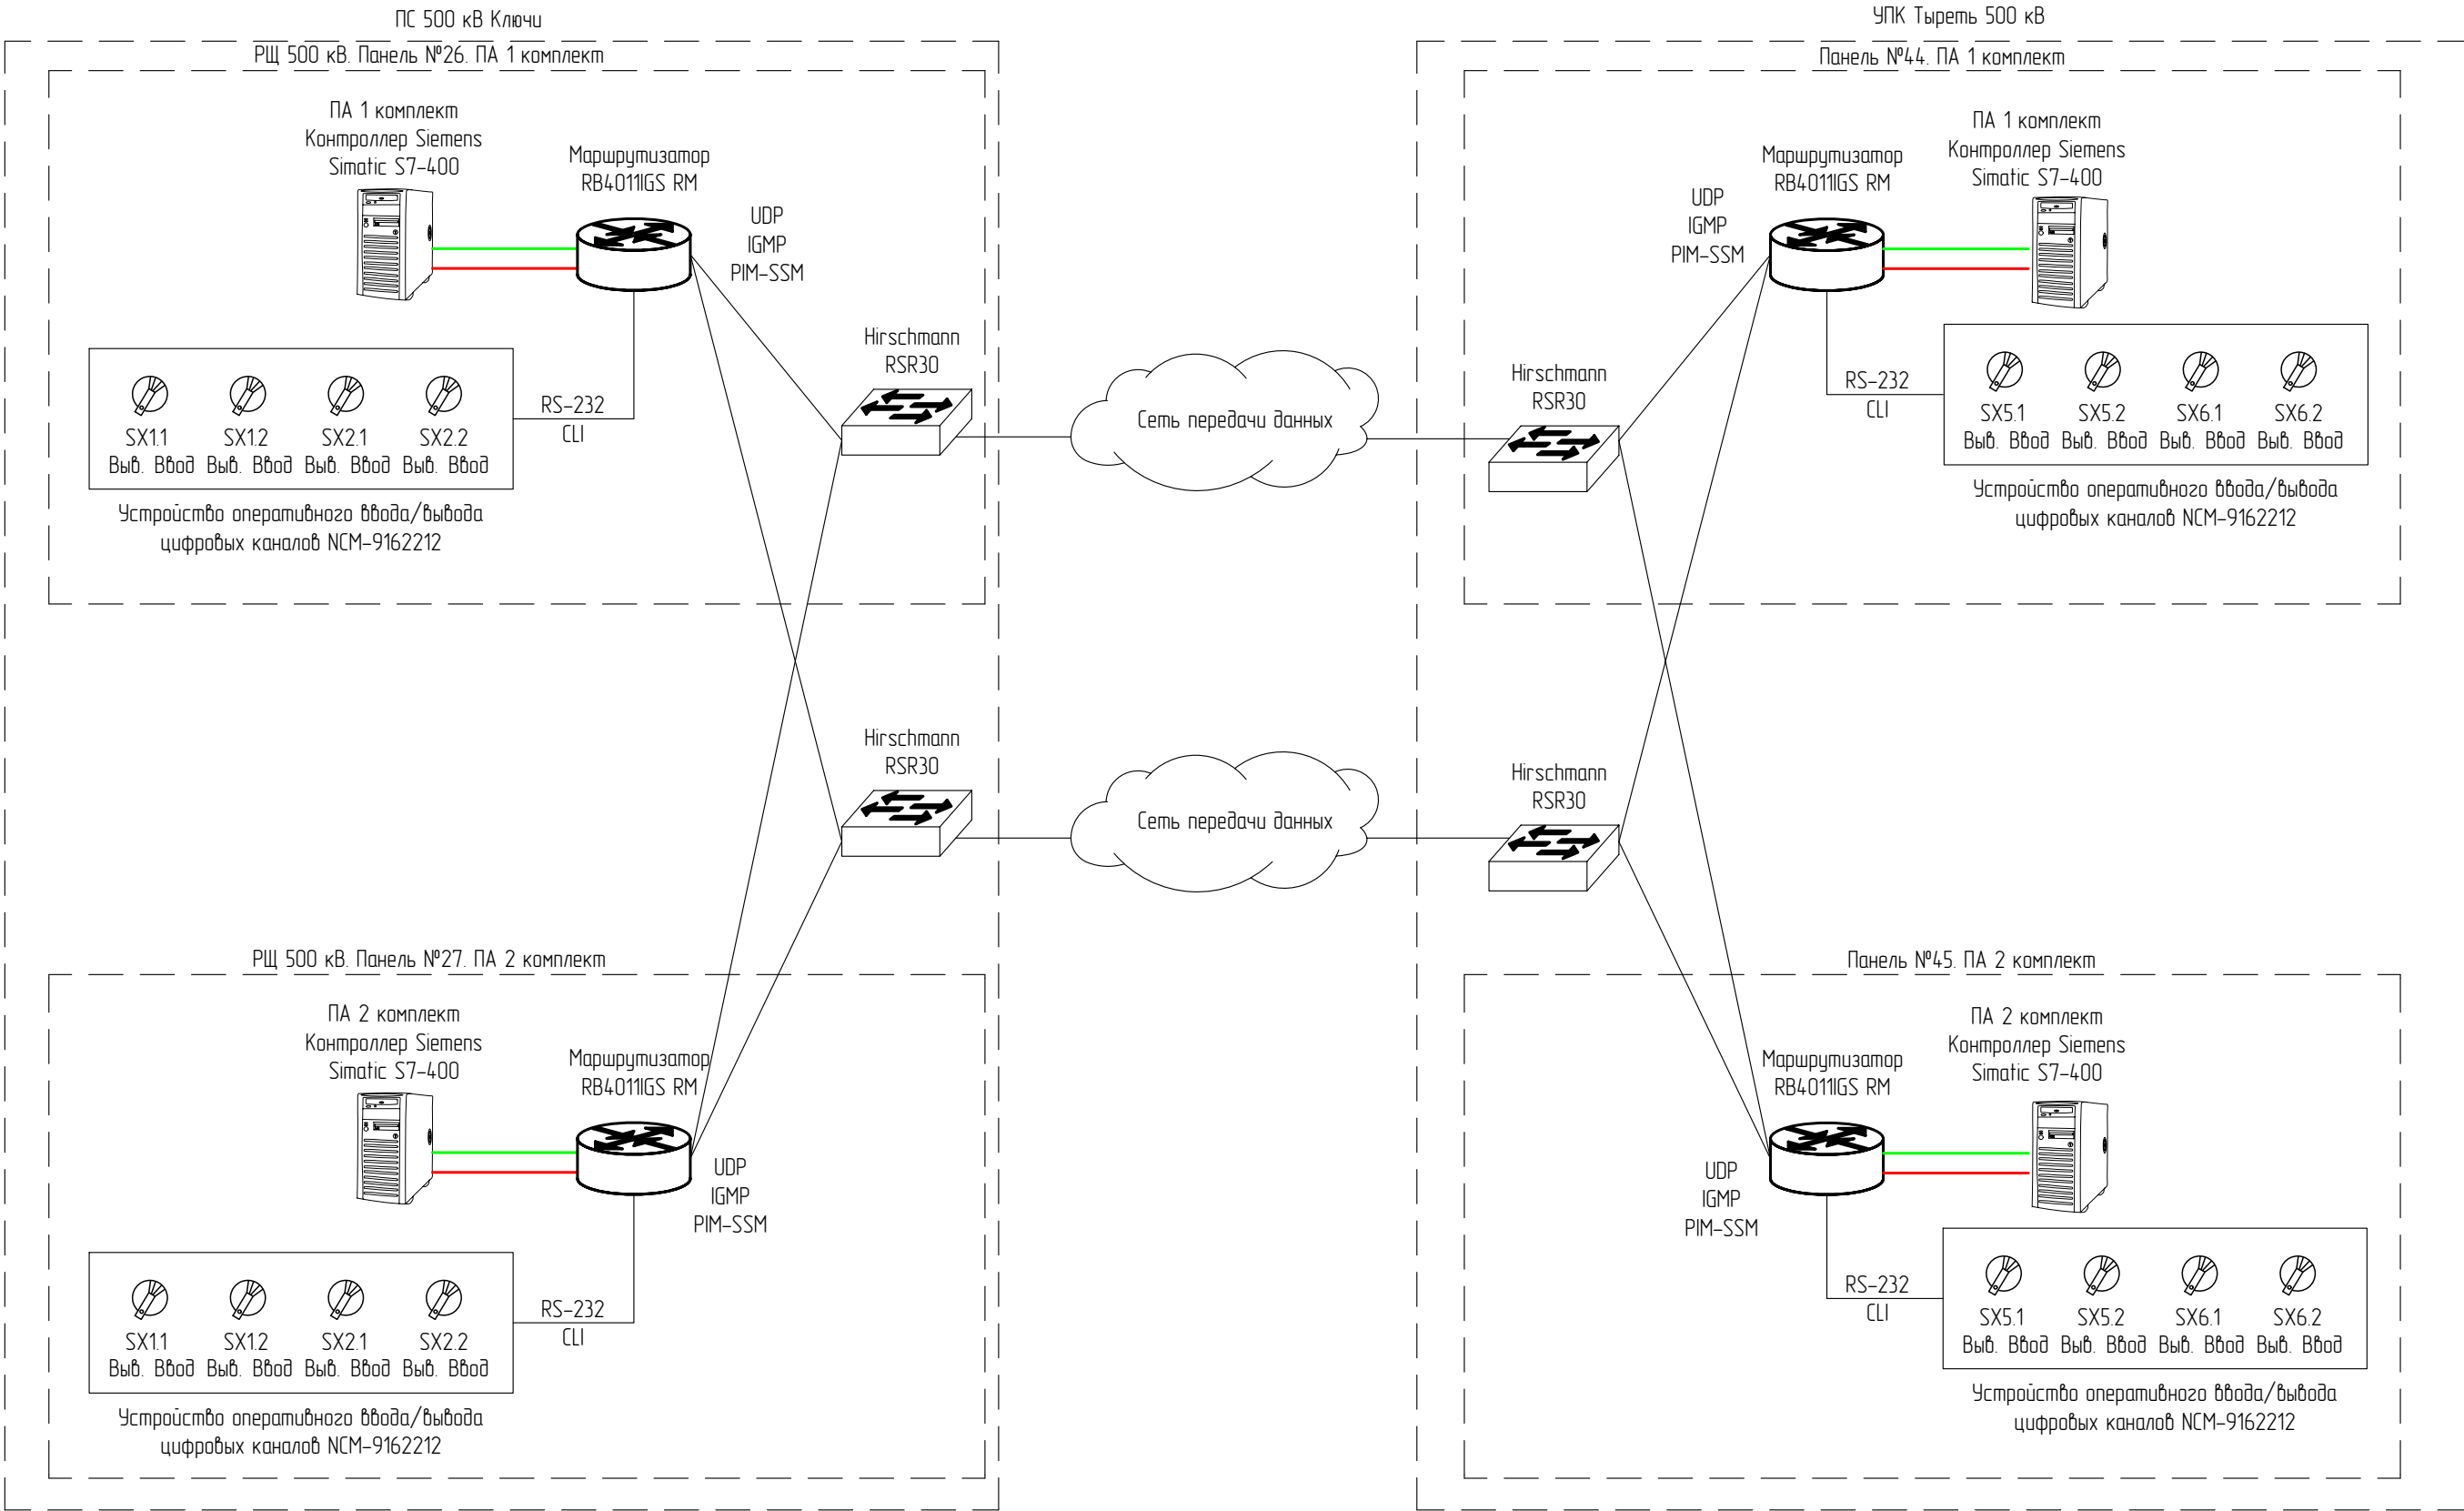 ПС 500 кВ Ключи
РЩ 500 кВ. Панель №26. ПА 1 комплект
ПА 1 комплект
Контроллер Siemens
Simatic S7-400
Маршрутизатор
RB4011IGS RM
UDP
IGMP
PIM-SSM
Hirschmann
RSR30
SX1.1
SX1.2
SX2.1
SX2.2
Выв. Ввод
Выв. Ввод
Выв. Ввод
Выв. Ввод
RS-232
CLI
Устройство оперативного ввода/вывода
цифровых каналов NCM-9162212
Hirschmann
RSR30
РЩ 500 кВ. Панель №27. ПА 2 комплект
ПА 2 комплект
Контроллер Siemens
Simatic S7-400
Маршрутизатор
RB4011IGS RM
UDP
IGMP
PIM-SSM
SX1.1
SX1.2
SX2.1
SX2.2
Выв. Ввод
Выв. Ввод
Выв. Ввод
Выв. Ввод
RS-232
CLI
Устройство оперативного ввода/вывода
цифровых каналов NCM-9162212
Сеть передачи данных
Сеть передачи данных
УПК Тыреть 500 кВ
Панель №44. ПА 1 комплект
ПА 1 комплект
Контроллер Siemens
Simatic S7-400
Маршрутизатор
RB4011IGS RM
UDP
IGMP
PIM-SSM
Hirschmann
RSR30
RS-232
CLI
SX5.1
SX5.2
SX6.1
SX6.2
Выв. Ввод
Выв. Ввод
Выв. Ввод
Выв. Ввод
Устройство оперативного ввода/вывода
цифровых каналов NCM-9162212
Hirschmann
RSR30
Панель №45. ПА 2 комплект
ПА 2 комплект
Контроллер Siemens
Simatic S7-400
Маршрутизатор
RB4011IGS RM
UDP
IGMP
PIM-SSM
RS-232
CLI
SX5.1
SX5.2
SX6.1
SX6.2
Выв. Ввод
Выв. Ввод
Выв. Ввод
Выв. Ввод
Устройство оперативного ввода/вывода
цифровых каналов NCM-9162212